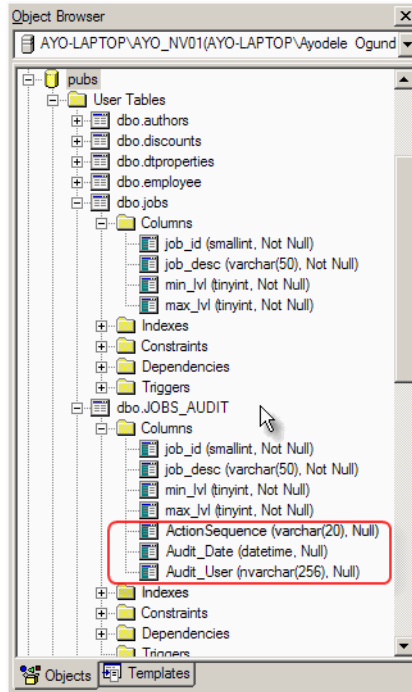 Object Browser
AYO-LAPTOP\AYO_NV01(AYO-LAPTOP\Ayodele Ogund
pubs
User Tables
dbo.authors
dbo.discounts
dbo.dtproperties
dbo.employee
dbo.jobs
Columns
job_id (smallint, Not Null)
job_desc (varchar(50), Not Null)
min_lvl (tinyint, Not Null)
max_lvl (tinyint, Not Null)
Indexes
Constraints
Dependencies
Triggers
dbo.JOBS_AUDIT
Columns
job_id (smallint, Not Null)
job_desc (varchar(50), Not Null)
min_lvl (tinyint, Not Null)
max_lvl (tinyint, Not Null)
ActionSequence (varchar(20), Null)
Audit_Date (datetime, Null)
Audit_User (nvarchar(256), Null)
Indexes
Constraints
Dependencies
Triggers
Objects Templates